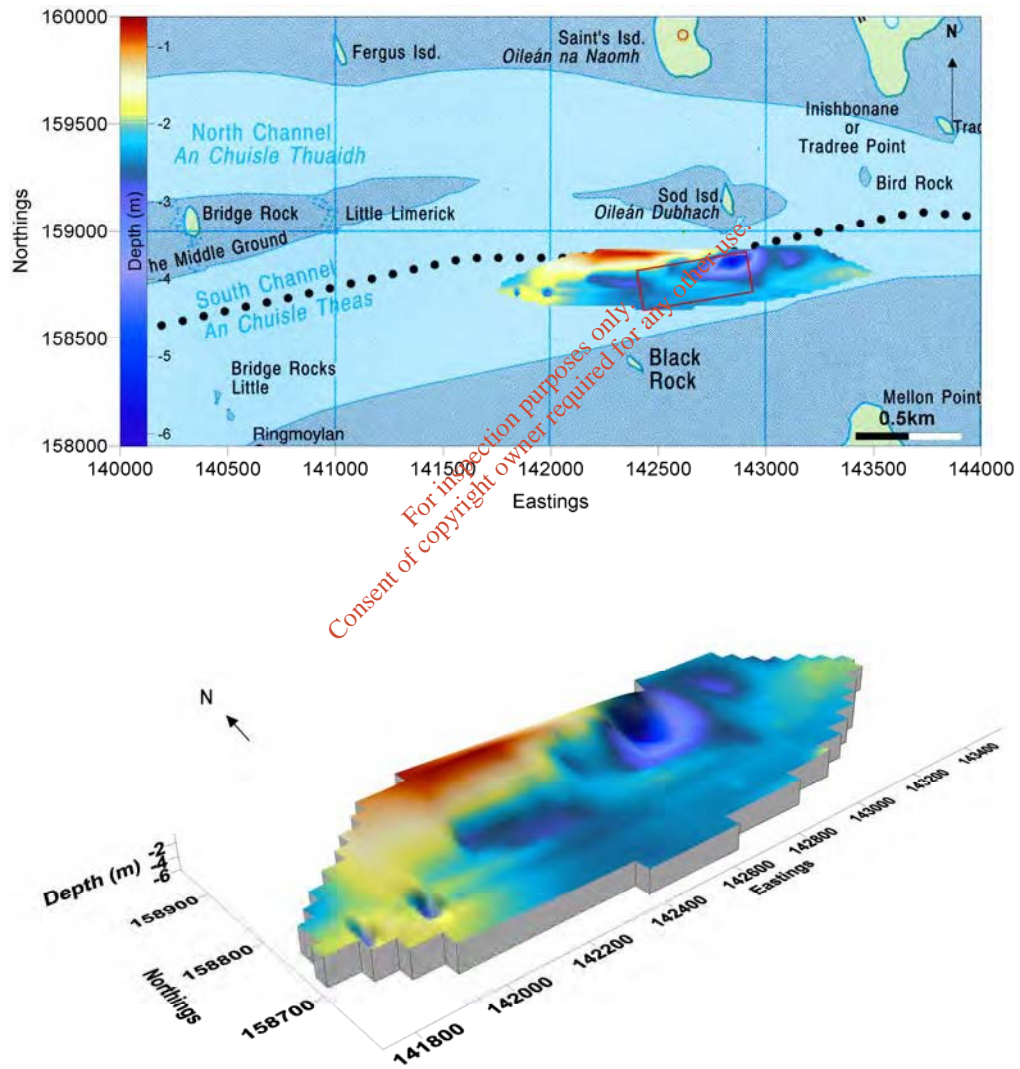 160000
159500
159000
158500
158000
Northings
-1
-2
-3
-4
-5
-6
Depth (m)
Fergus Isd.
Saint's Isd.
Oileán na Naomh
N
North Channel
An Chuisle Thuaidh
Inishbonane
or
Tradree Point
Trad
Bird Rock
Bridge Rock
Little Limerick
Sod Isd
Oileán Dubhach
he Middle Ground
South Channel
An Chuisle Theas
Bridge Rocks
Little
Black
Rock
Mellon Point
0.5km
Ringmoylan
140000 140500 141000 141500 142000 142500 143000 143500 144000
Eastings
For inspection purposes only.
Consent of copyright owner required for any other use.
N
Depth (m)
-2
-4
-6
158900
158800
158700
Northings
141800
142000
142200
142400
142600
142800
143000
143200
143400
Eastings